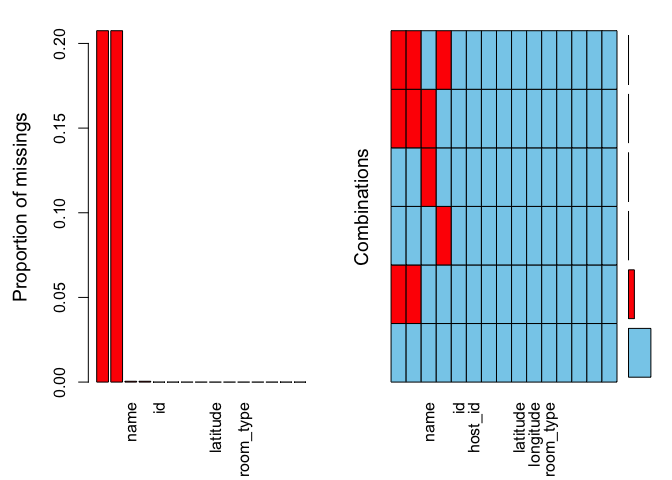 Proportion of missings
0.20
0.15
0.10
0.05
0.00
name
id
latitude
room_type
Combinations
name
id
host_id
latitude
longitude
room_type